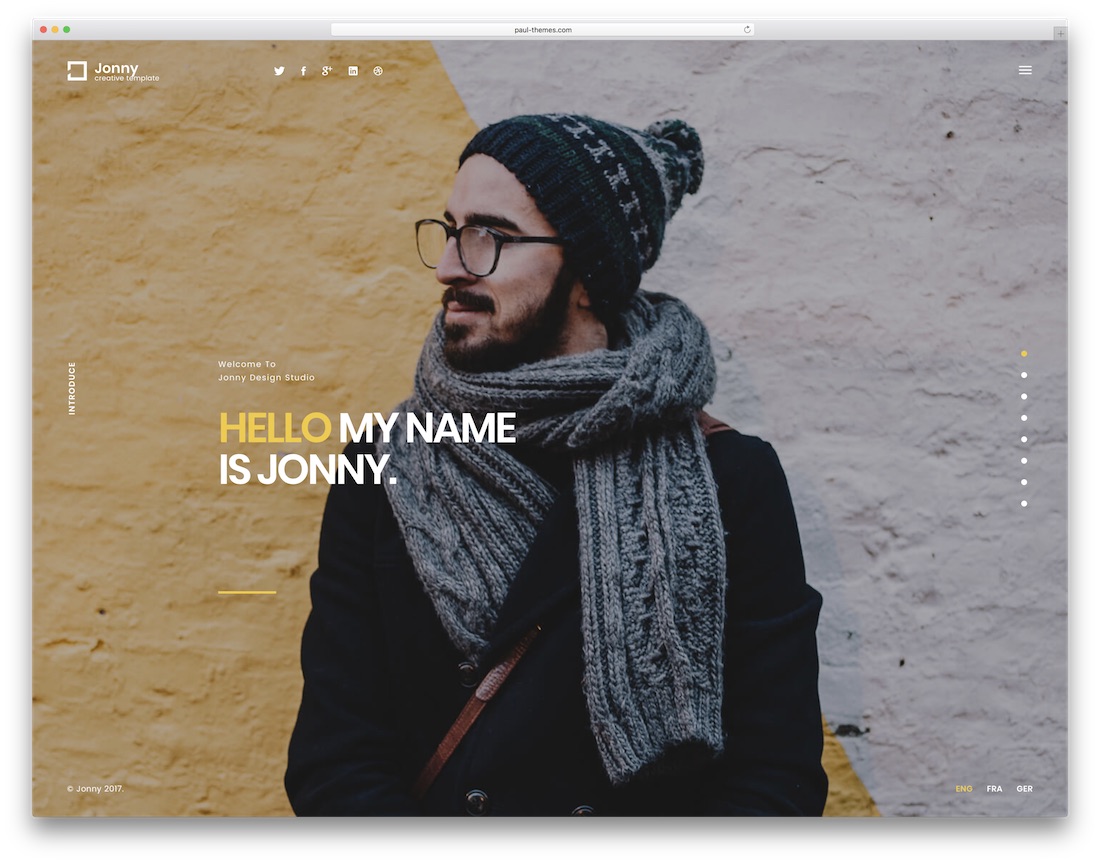 paul-themes.com
Jonny
creative template
Welcome To
Jonny Design Studio
INTRODUCE
HELLO MY NAME
IS JONNY.
© Jonny 2017.
ENG FRA GER